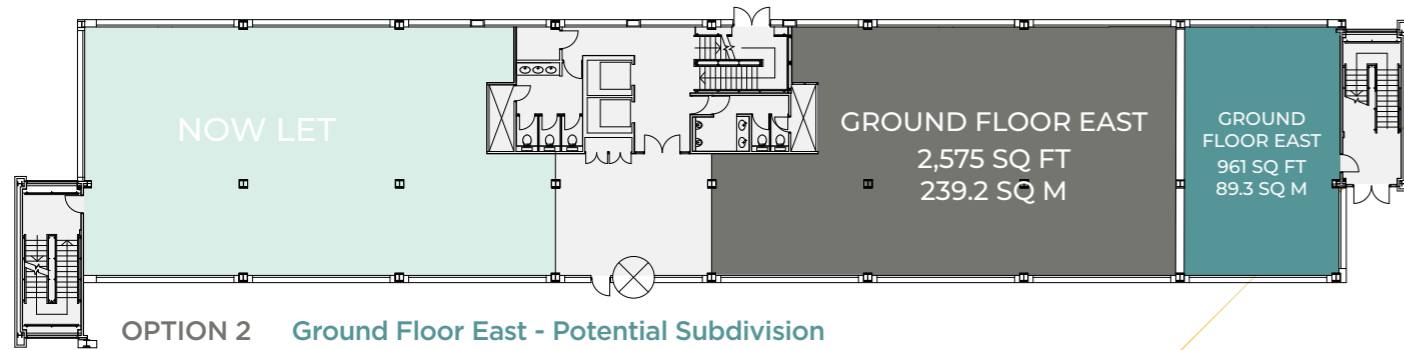 NOW LET
GROUND FLOOR EAST
2,575 SQ FT
239.2 SQ M
GROUND
FLOOR EAST
961 SQ FT
89.3 SQ M
OPTION 2 Ground Floor East - Potential Subdivision